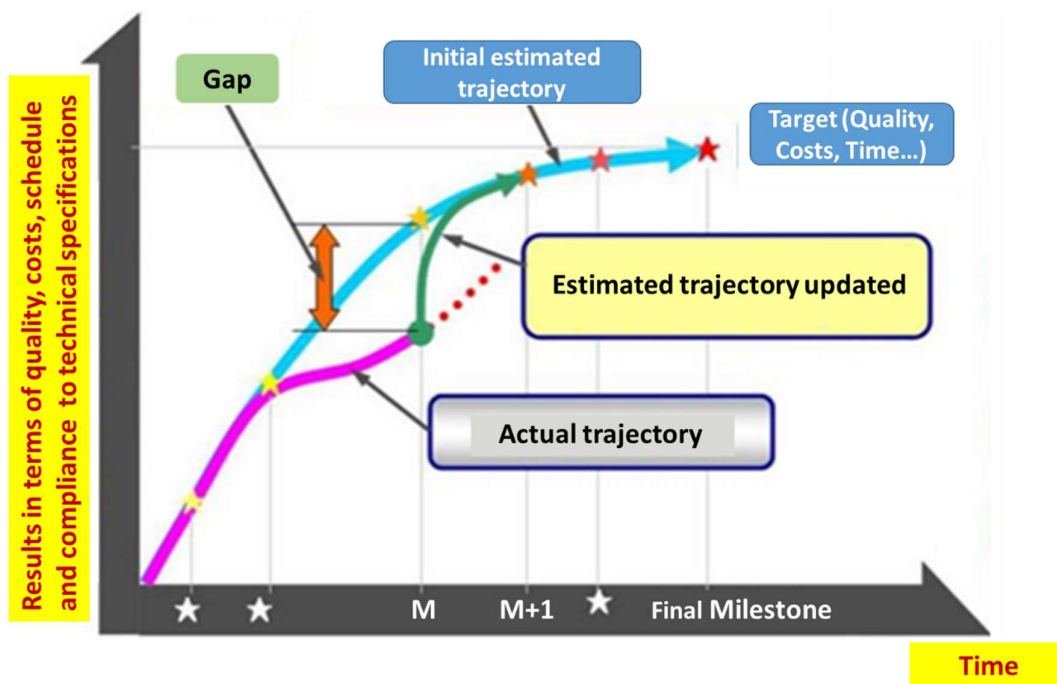 Results in terms of quality, costs, schedule
and compliance to technical specifications
Gap
Initial estimated
trajectory
Target (Quality,
Costs, Time...)
Estimated trajectory updated
Actual trajectory
M
M+1
Final Milestone
Time